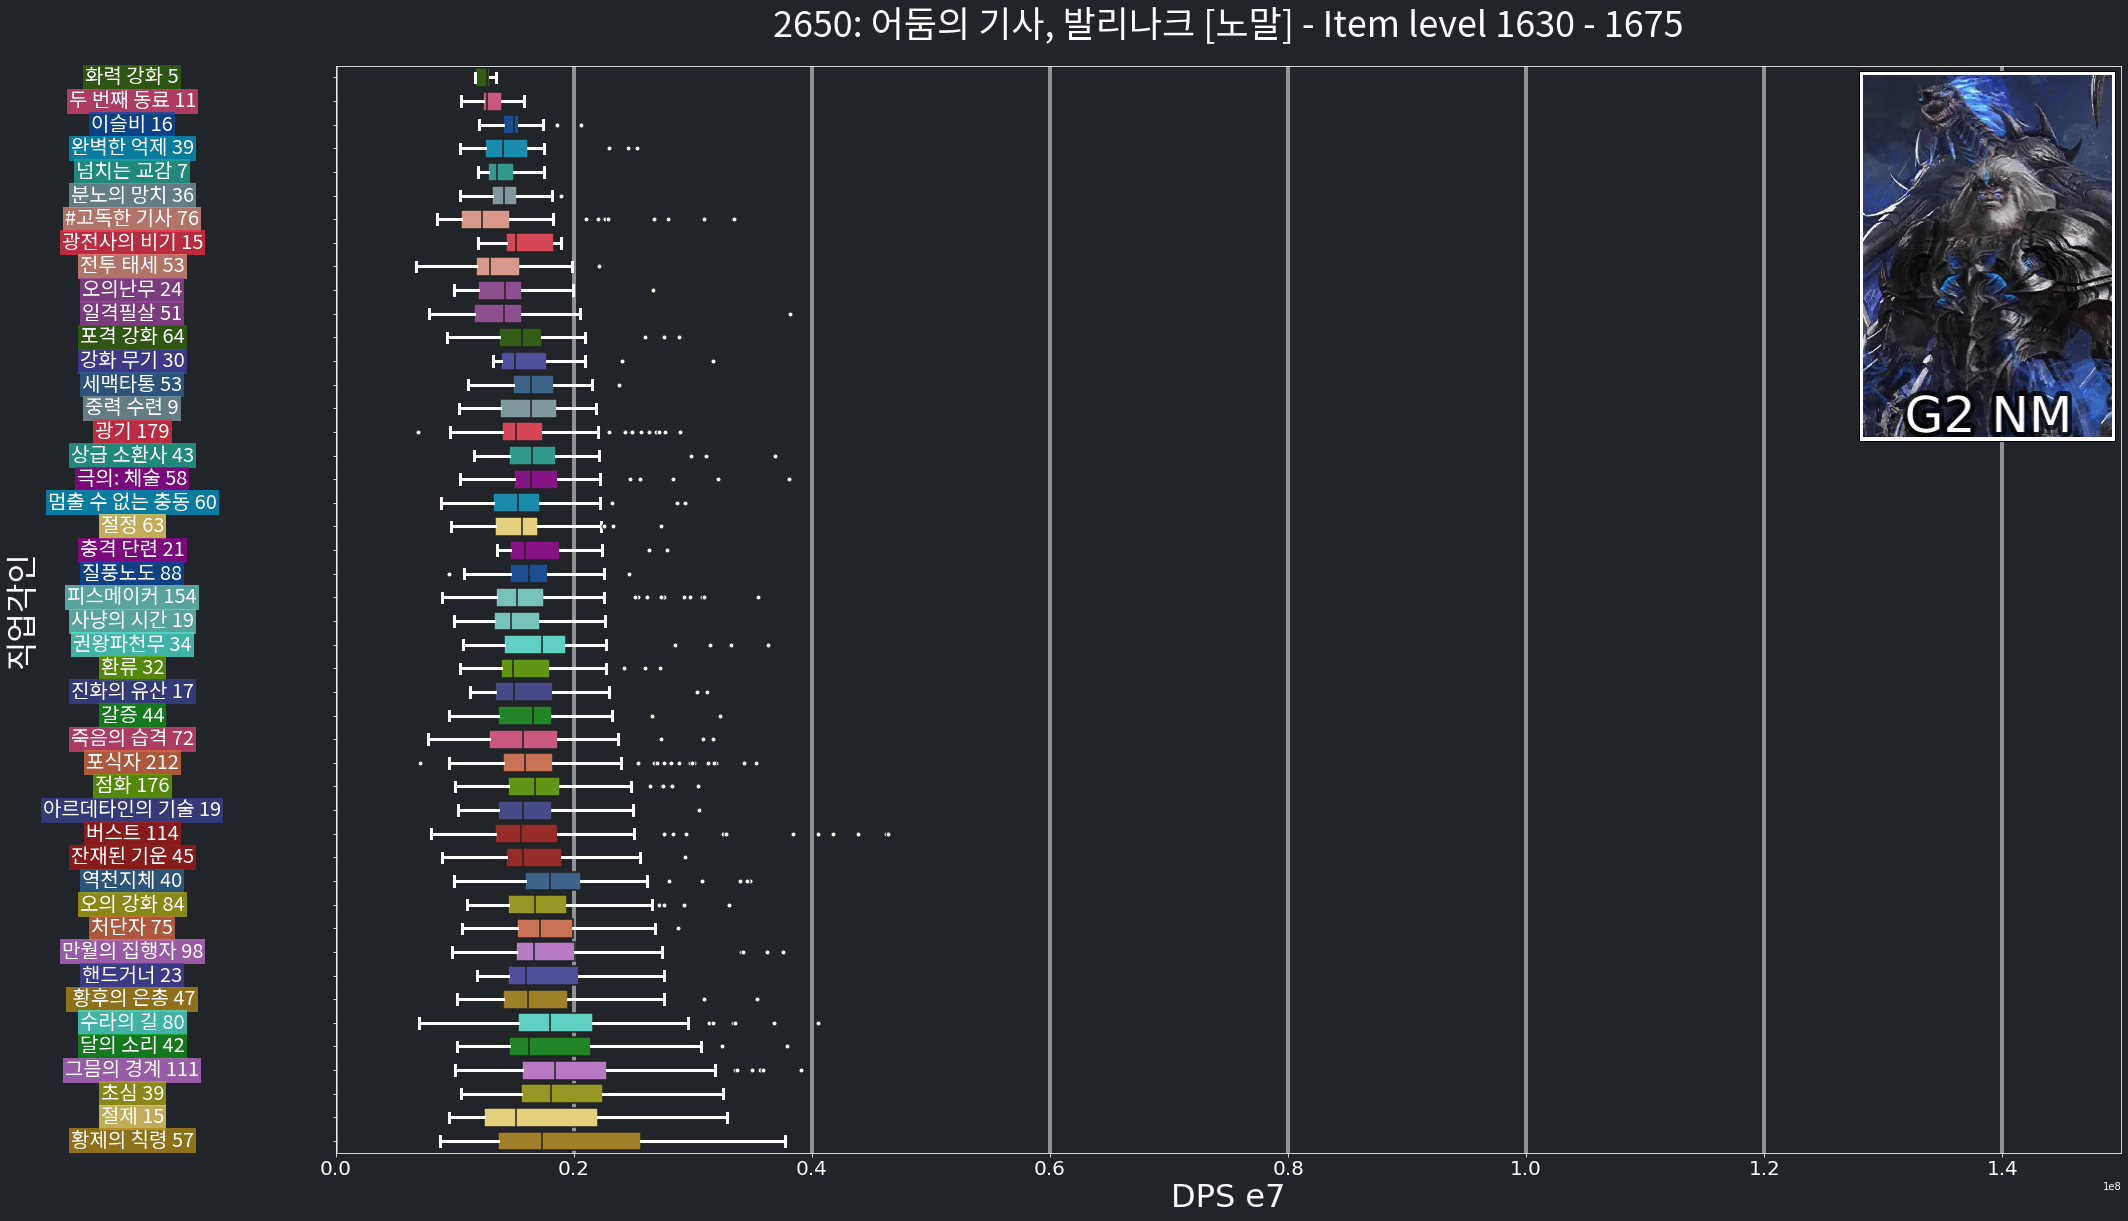 2650: 어둠의 기사, 발리나크 [노말] - Item level 1630 - 1675
화력 강화 5
두 번째 동료 11
이슬비 16
완벽한 억제 39
넘치는 교감 7
분노의 망치 36
#고독한 기사 76
광전사의 비기 15
전투 태세 53
오의난무 24
일격필살 51
포격 강화 64
강화 무기 30
세맥타통 53
중력 수련 9
광기 179
상급 소환사 43
극의: 체술 58
멈출 수 없는 충동 60
절정 63
충격 단련 21
질풍노도 88
피스메이커 154
사냥의 시간 19
권왕파천무 34
환류 32
진화의 유산 17
갈증 44
죽음의 습격 72
포식자 212
점화 176
아르데타인의 기술 19
버스트 114
잔재된 기운 45
역천지체 40
오의 강화 84
처단자 75
만월의 집행자 98
핸드거너 23
황후의 은총 47
수라의 길 80
달의 소리 42
그믐의 경계 111
초심 39
절제 15
황제의 칙령 57
직업각인
G2 NM
0.0 0.2 0.4 0.6 0.8 1.0 1.2 1.4
1e8
DPS e7